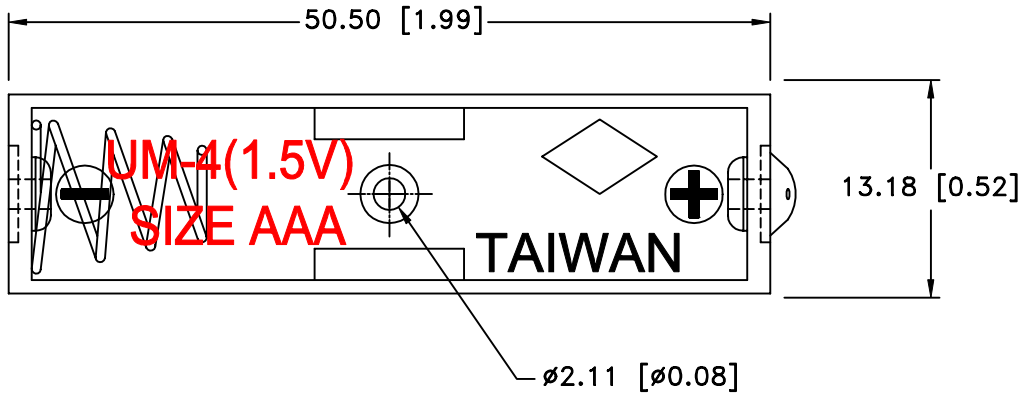 50.50 [1.99]
UM-4(1.5V)
SIZE AAA
13.18 [0.52]
TAIWAN
ø2.11 [ø0.08]